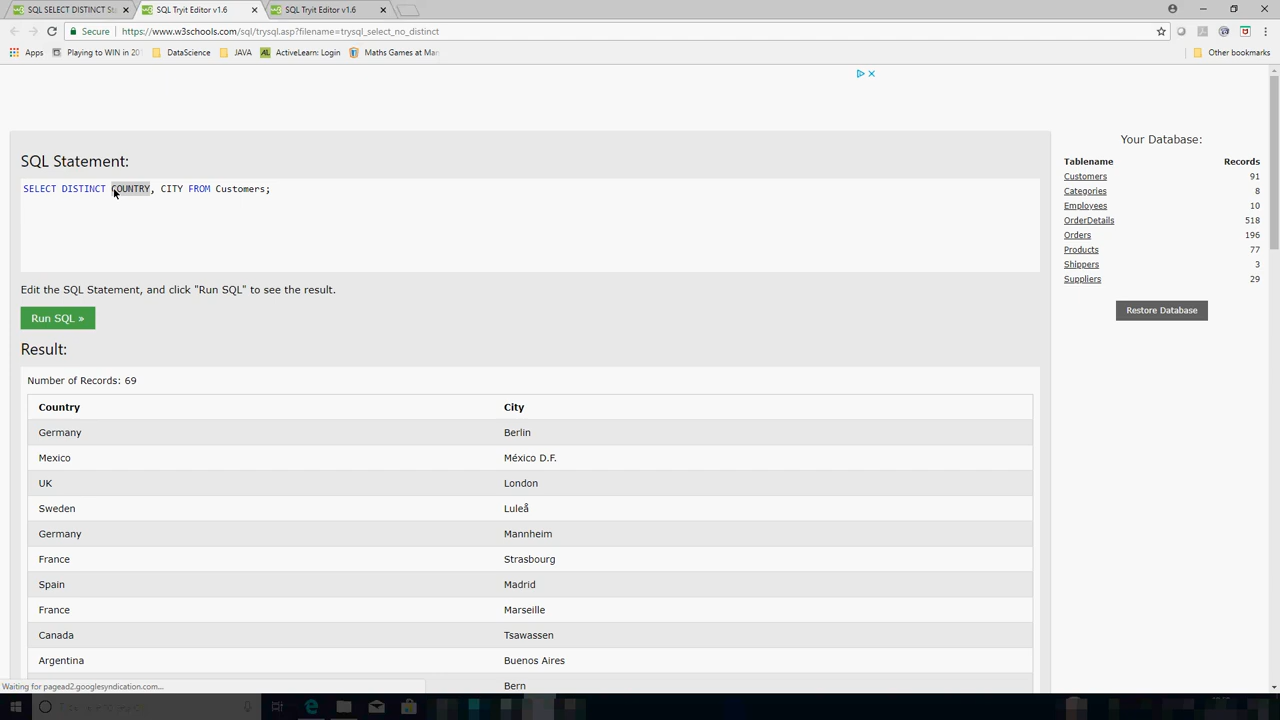 SQL SELECT DISTINCT Sta
SQL Tryit Editor v1.6
SQL Tryit Editor v1.6
Secure https://www.w3schools.com/sql/trysql.asp?filename=trysql_select_no_distinct
Apps Playing to WIN in 20 DataScience JAVA ActiveLearn: Login Maths Games at Man Other bookmarks
SQL Statement:
SELECT DISTINCT COUNTRY, CITY FROM Customers;
Edit the SQL Statement, and click "Run SQL" to see the result.
Run SQL »
Result:
Number of Records: 69
Country City
Germany Berlin
Mexico México D.F.
UK London
Sweden Luleå
Germany Mannheim
France Strasbourg
Spain Madrid
France Marseille
Canada Tsawassen
Argentina Buenos Aires
Bern
Your Database:
Tablename Records
Customers 91
Categories 8
Employees 10
OrderDetails 518
Orders 196
Products 77
Shippers 3
Suppliers 29
Restore Database
Waiting for pagead2.googlesyndication.com...